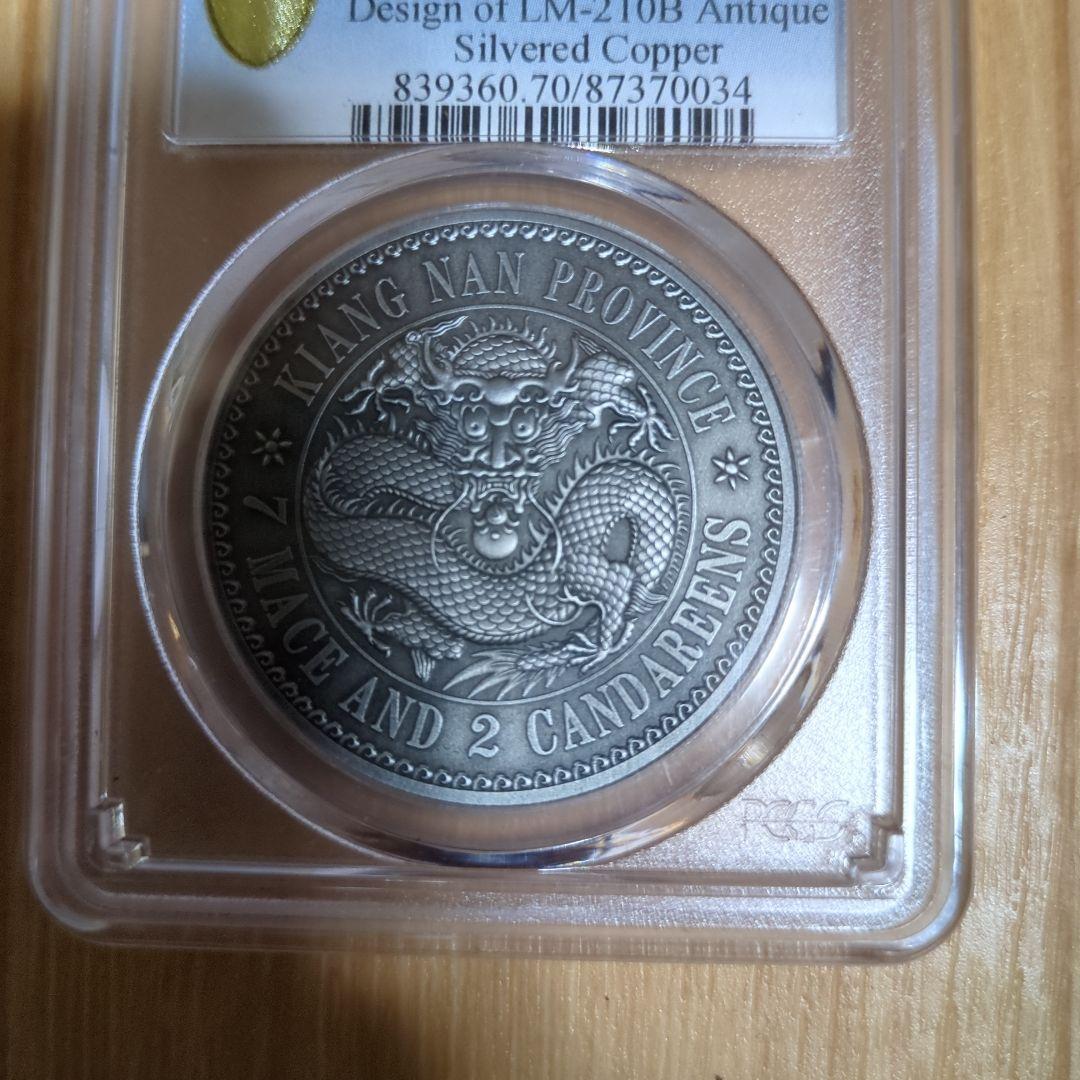 Design of LM-210B Antique
Silvered Copper
839360.70/87370034
KIANG NAN PROVINCE
7 MACE AND 2 CANDAREENS
PCGS